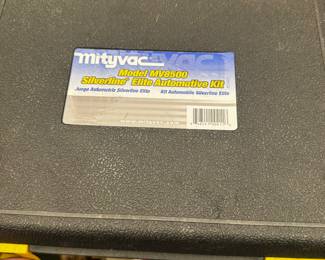 mityvac
Model MV8500
Silverline® Elite Automotive Kit
Juego Automotriz Silverline Elite Kit Automobile Silverline Elite